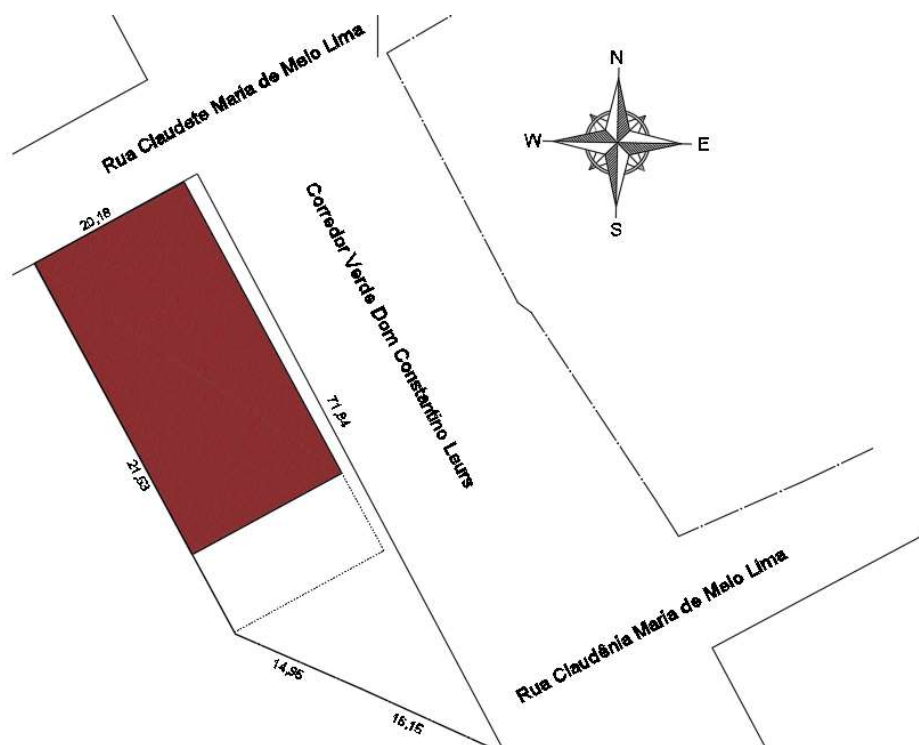 Rua Claudete Maria de Melo Lima
N
W
E
S
20,18
Corredor Verde Dom Constantino Leurs
71,84
21,53
Rua Claudênia Maria de Melo Lima
14,95
15,15